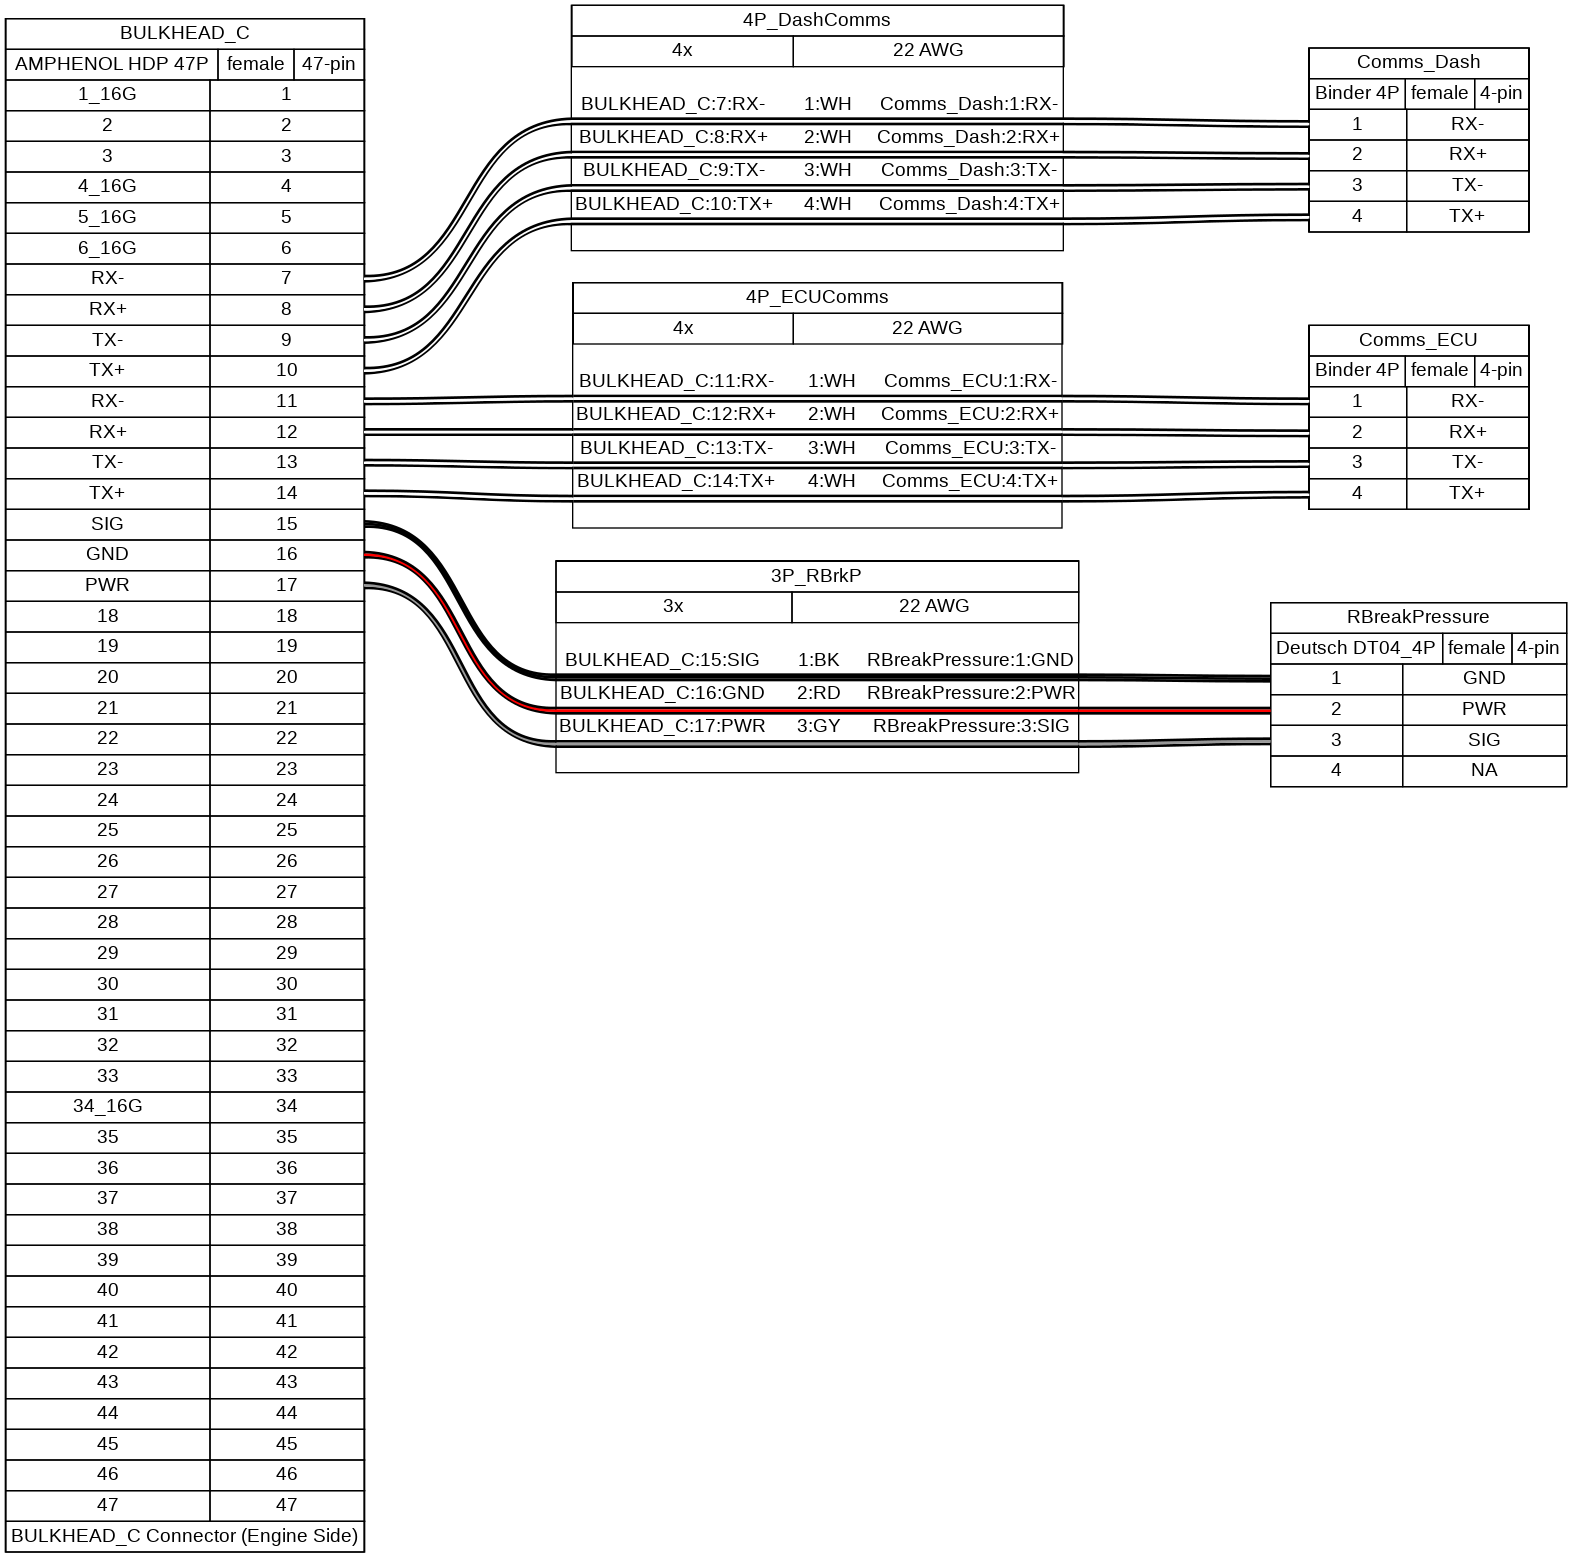 BULKHEAD_C
AMPHENOL HDP 47P female 47-pin
1_16G 1
2 2
3 3
4_16G 4
5_16G 5
6_16G 6
RX- 7
RX+ 8
TX- 9
TX+ 10
RX- 11
RX+ 12
TX- 13
TX+ 14
SIG 15
GND 16
PWR 17
18 18
19 19
20 20
21 21
22 22
23 23
24 24
25 25
26 26
27 27
28 28
29 29
30 30
31 31
32 32
33 33
34_16G 34
35 35
36 36
37 37
38 38
39 39
40 40
41 41
42 42
43 43
44 44
45 45
46 46
47 47
BULKHEAD_C Connector (Engine Side)
4P_DashComms
4x 22 AWG
BULKHEAD_C:7:RX- 1:WH Comms_Dash:1:RX-
BULKHEAD_C:8:RX+ 2:WH Comms_Dash:2:RX+
BULKHEAD_C:9:TX- 3:WH Comms_Dash:3:TX-
BULKHEAD_C:10:TX+ 4:WH Comms_Dash:4:TX+
4P_ECUComms
4x 22 AWG
BULKHEAD_C:11:RX- 1:WH Comms_ECU:1:RX-
BULKHEAD_C:12:RX+ 2:WH Comms_ECU:2:RX+
BULKHEAD_C:13:TX- 3:WH Comms_ECU:3:TX-
BULKHEAD_C:14:TX+ 4:WH Comms_ECU:4:TX+
3P_RBrkP
3x 22 AWG
BULKHEAD_C:15:SIG 1:BK RBreakPressure:1:GND
BULKHEAD_C:16:GND 2:RD RBreakPressure:2:PWR
BULKHEAD_C:17:PWR 3:GY RBreakPressure:3:SIG
Comms_Dash
Binder 4P female 4-pin
1 RX-
2 RX+
3 TX-
4 TX+
Comms_ECU
Binder 4P female 4-pin
1 RX-
2 RX+
3 TX-
4 TX+
RBreakPressure
Deutsch DT04_4P female 4-pin
1 GND
2 PWR
3 SIG
4 NA